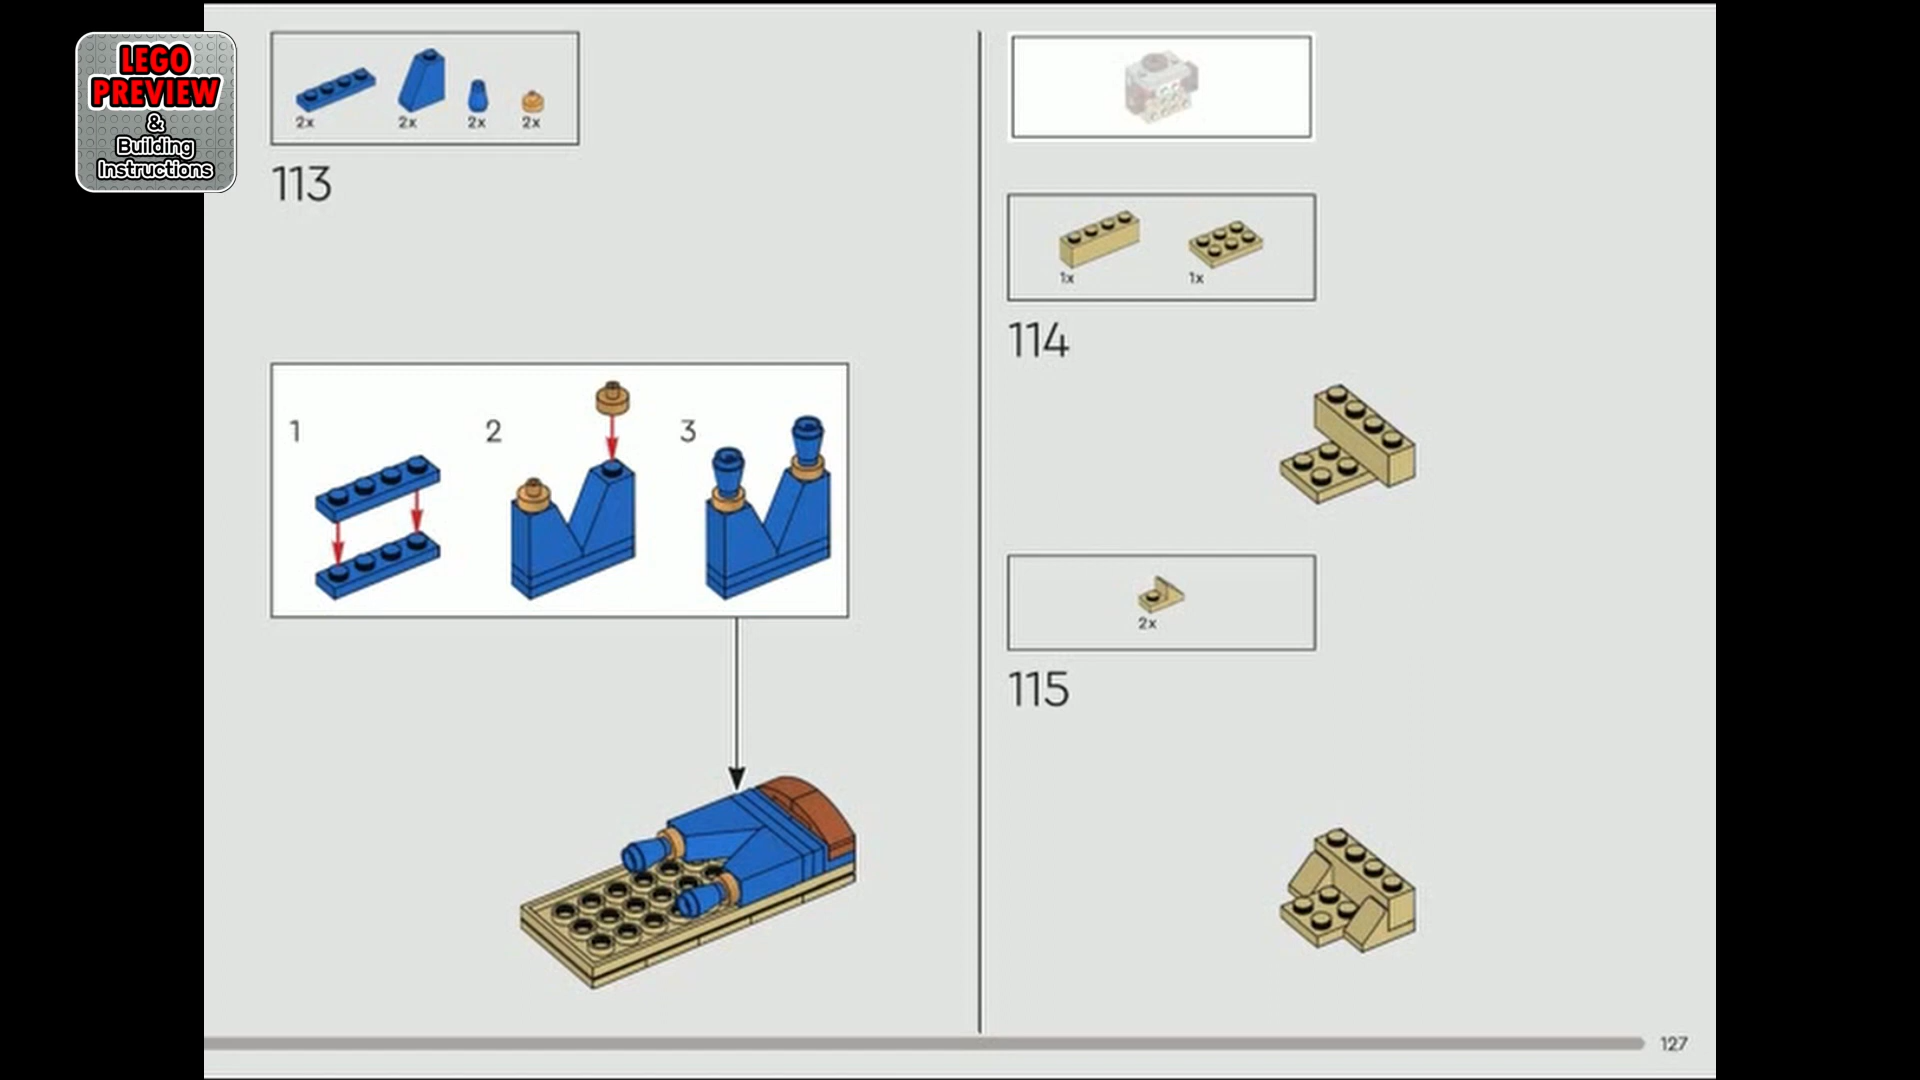 LEGO
PREVIEW
&
Building
Instructions
2x 2x 2x 2x
113
1 2 3
1x 1x
114
2x
115
127